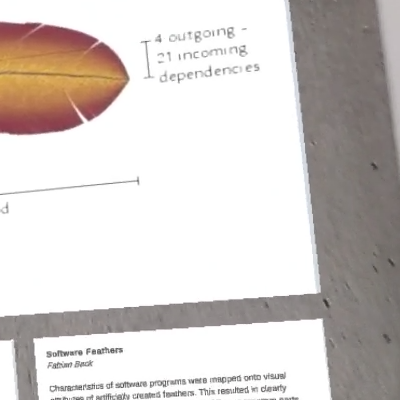 4 outgoing -
21 incoming
dependencies
d
Software Feathers
Fabian Beck
Characteristics of software programs were mapped onto visual
attributes of artificially created feathers. This resulted in clearly